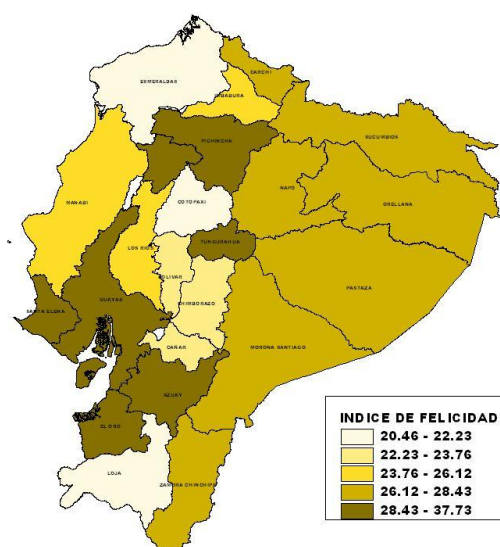 ESMERALDAS
CARCHI
IMBABURA
SUCUMBIOS
PICHINCHA
NAPO
ORELLANA
COTOPAXI
MANABI
LOS RIOS
TUNGURAHUA
BOLIVAR
PASTAZA
CHIMBORAZO
GUAYAS
SANTA ELENA
CAÑAR
MORONA SANTIAGO
AZUAY
EL ORO
LOJA
ZAMORA CHINCHIPE
INDICE DE FELICIDAD
20.46 - 22.23
22.23 - 23.76
23.76 - 26.12
26.12 - 28.43
28.43 - 37.73